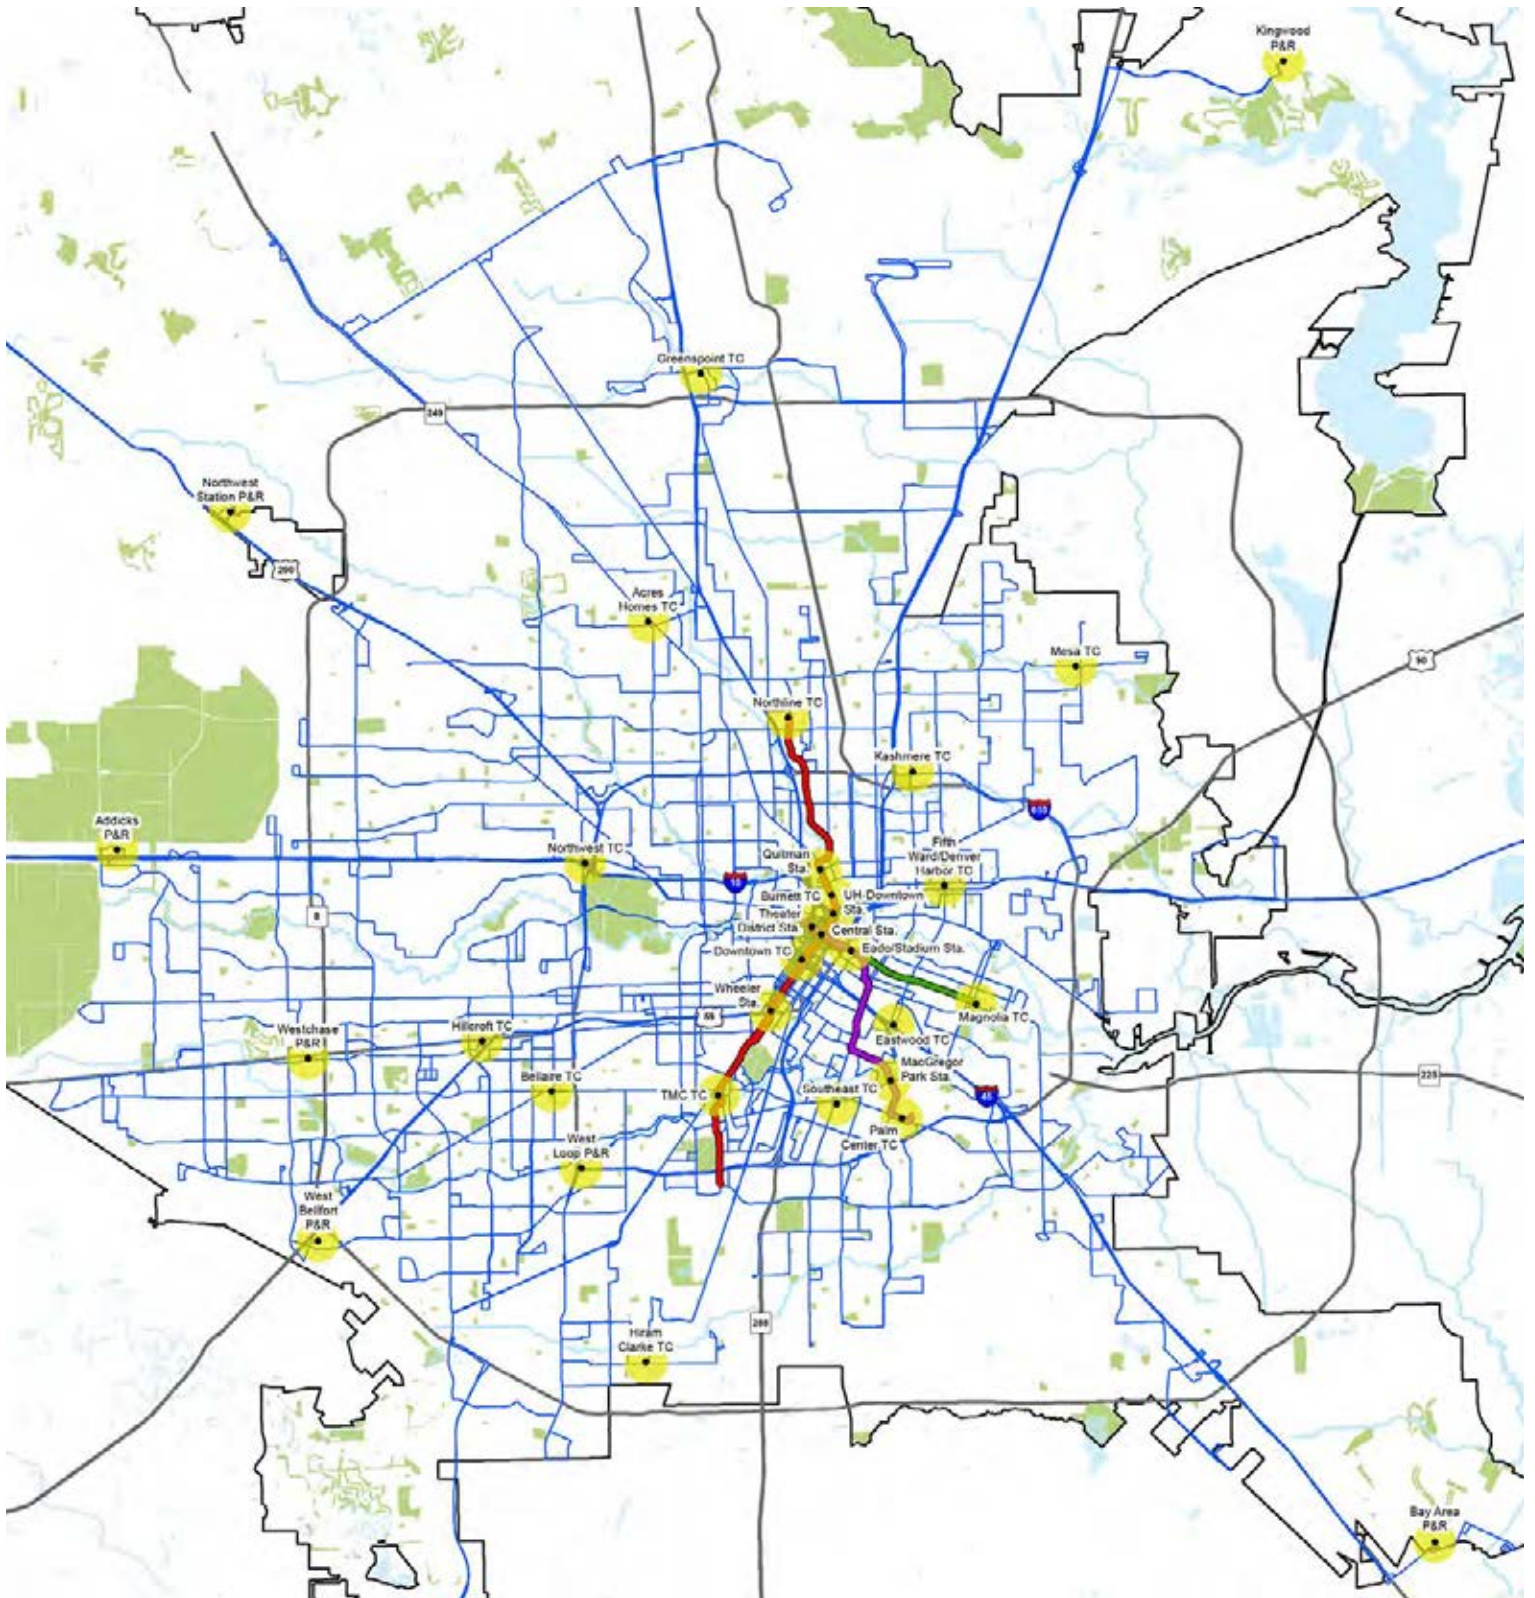 Kingwood
P&R
Greenspoint TC
249
Northwest
Station P&R
290
Acres
Homes TC
Mesa TC
90
Northline TC
Kashmere TC
610
Addicks
P&R
Northwest TC
Quitman
Sta.
Fifth
Ward/Denver
Harbor TC
10
Burnett TC
UH-Downtown
Sta.
Theater
District Sta.
Central Sta.
8
Downtown TC
Eado/Stadium Sta.
Wheeler
Sta.
59
Magnolia TC
Westchase
P&R
Hillcroft TC
Eastwood TC
MacGregor
Park Sta.
Bellaire TC
TMC TC
Southeast TC
45
225
Palm
Center TC
West
Loop P&R
West
Bellfort
P&R
288
Hiram
Clarke TC
Bay Area
P&R